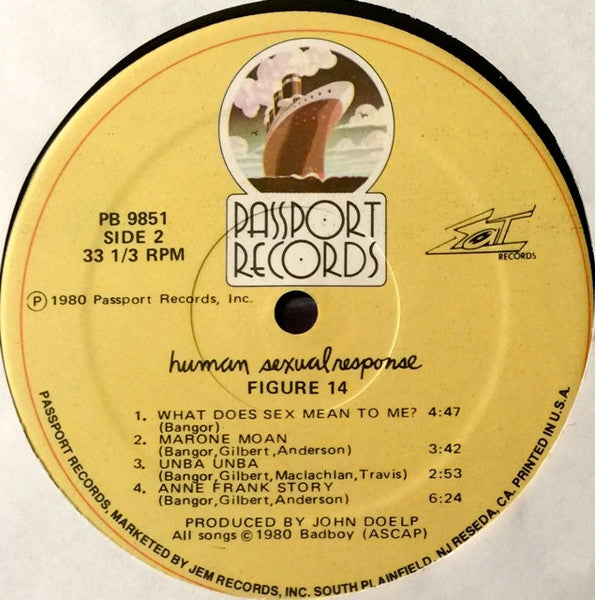 PASSPORT
RECORDS
PB 9851
SIDE 2
33 1/3 RPM
EAT
RECORDS
Ⓟ 1980 Passport Records, Inc.
human sexual response
FIGURE 14
1. WHAT DOES SEX MEAN TO ME? 4:47
(Bangor)
2. MARONE MOAN
(Bangor, Gilbert, Anderson) 3:42
3. UNBA UNBA
(Bangor, Gilbert, Maclachlan, Travis) 2:53
4. ANNE FRANK STORY
(Bangor, Gilbert, Anderson) 6:24
PRODUCED BY JOHN DOELP
All songs © 1980 Badboy (ASCAP)
PASSPORT RECORDS, MARKETED BY JEM RECORDS, INC. SOUTH PLAINFIELD, NJ RESEDA, CA. PRINTED IN U.S.A.